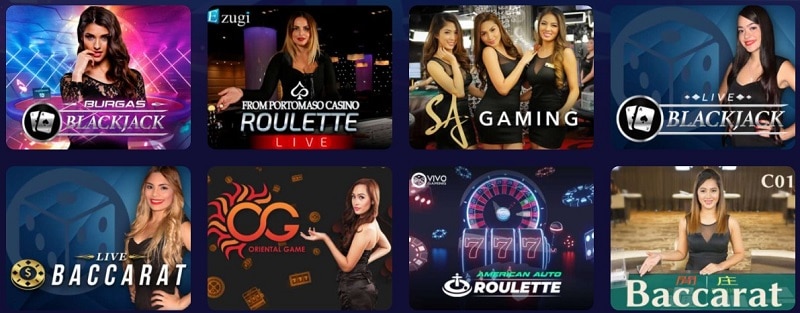 BURGAS
BLACKJACK
Ezugi
FROM PORTOMASO CASINO
ROULETTE
LIVE
SA GAMING
LIVE
BLACKJACK
LIVE
BACCARAT
OG
ORIENTAL GAME
VIVO
GAMING
777
AMERICAN AUTO
ROULETTE
C01
閒 庄
Baccarat